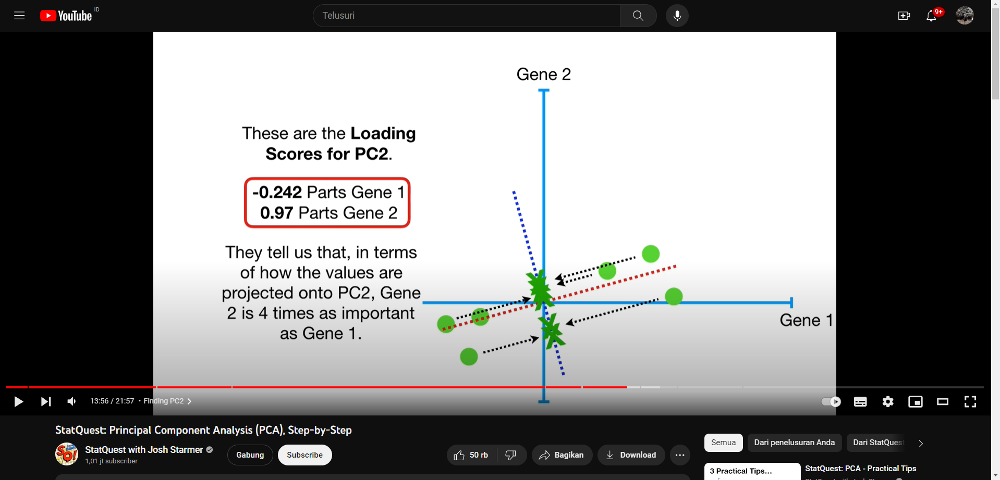 YouTube ID
Telusuri
9+
Gene 2
These are the Loading
Scores for PC2.
-0.242 Parts Gene 1
0.97 Parts Gene 2
They tell us that, in terms
of how the values are
projected onto PC2, Gene
2 is 4 times as important
as Gene 1.
Gene 1
13:56 / 21:57 • Finding PC2
StatQuest: Principal Component Analysis (PCA), Step-by-Step
SQ!
StatQuest with Josh Starmer
1,01 jt subscriber
Gabung
Subscribe
50 rb
Bagikan
Download
Semua
Dari penelusuran Anda
Dari StatQuest
3 Practical Tips...
StatQuest: PCA - Practical Tips